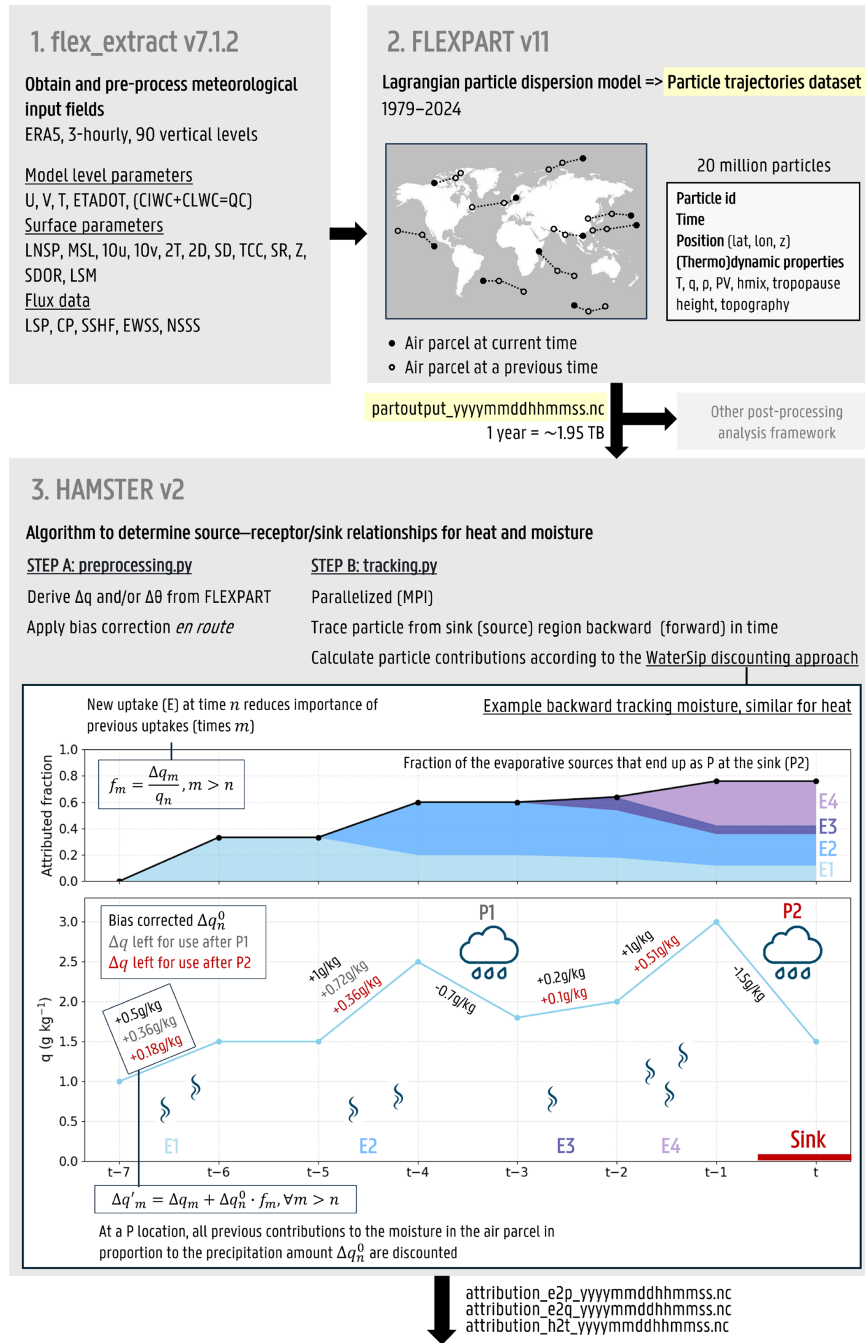 1. flex_extract v7.1.2
Obtain and pre-process meteorological
input fields
ERA5, 3-hourly, 90 vertical levels
Model level parameters
U, V, T, ETADOT, (CIWC+CLWC=QC)
Surface parameters
LNSP, MSL, 10u, 10v, 2T, 2D, SD, TCC, SR, Z,
SDOR, LSM
Flux data
LSP, CP, SSHF, EWSS, NSSS
2. FLEXPART v11
Lagrangian particle dispersion model => Particle trajectories dataset
1979–2024
20 million particles
Particle id
Time
Position (lat, lon, z)
(Thermo)dynamic properties
T, q, ρ, PV, hmix, tropopause
height, topography
Air parcel at current time
Air parcel at a previous time
partoutput_yyyymmddhhmmss.nc
1 year = ~1.95 TB
Other post-processing
analysis framework
3. HAMSTER v2
Algorithm to determine source–receptor/sink relationships for heat and moisture
STEP A: preprocessing.py
Derive Δq and/or Δθ from FLEXPART
Apply bias correction en route
STEP B: tracking.py
Parallelized (MPI)
Trace particle from sink (source) region backward (forward) in time
Calculate particle contributions according to the WaterSip discounting approach
New uptake (E) at time n reduces importance of
previous uptakes (times m)
Example backward tracking moisture, similar for heat
Fraction of the evaporative sources that end up as P at the sink (P2)
f_m = Δq_m / q_n, m > n
Attributed fraction
1.0
0.8
0.6
0.4
0.2
0.0
E4
E3
E2
E1
Bias corrected Δq_n^0
Δq left for use after P1
Δq left for use after P2
P1
P2
q (g kg⁻¹)
3.0
2.5
2.0
1.5
1.0
0.5
0.0
+0.5g/kg
+0.36g/kg
+0.18g/kg
+1g/kg
+0.72g/kg
+0.36g/kg
-0.7g/kg
+0.2g/kg
+0.1g/kg
+1g/kg
+0.51g/kg
-1.5g/kg
E1
E2
E3
E4
Sink
t−7
t−6
t−5
t−4
t−3
t−2
t−1
t
Δq'_m = Δq_m + Δq_n^0 · f_m, ∀m > n
At a P location, all previous contributions to the moisture in the air parcel in
proportion to the precipitation amount Δq_n^0 are discounted
attribution_e2p_yyyymmddhhmmss.nc
attribution_e2q_yyyymmddhhmmss.nc
attribution_h2t_yyyymmddhhmmss.nc